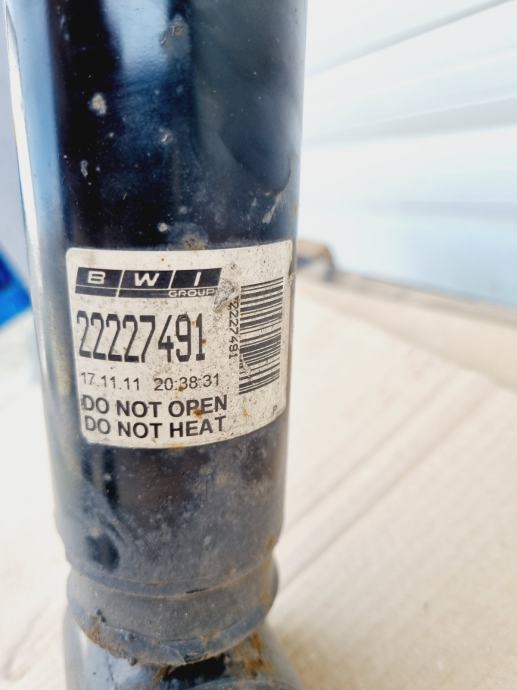 BWI
GROUP
22227491
17.11.11 20:38:31
DO NOT OPEN
DO NOT HEAT
22227491
P